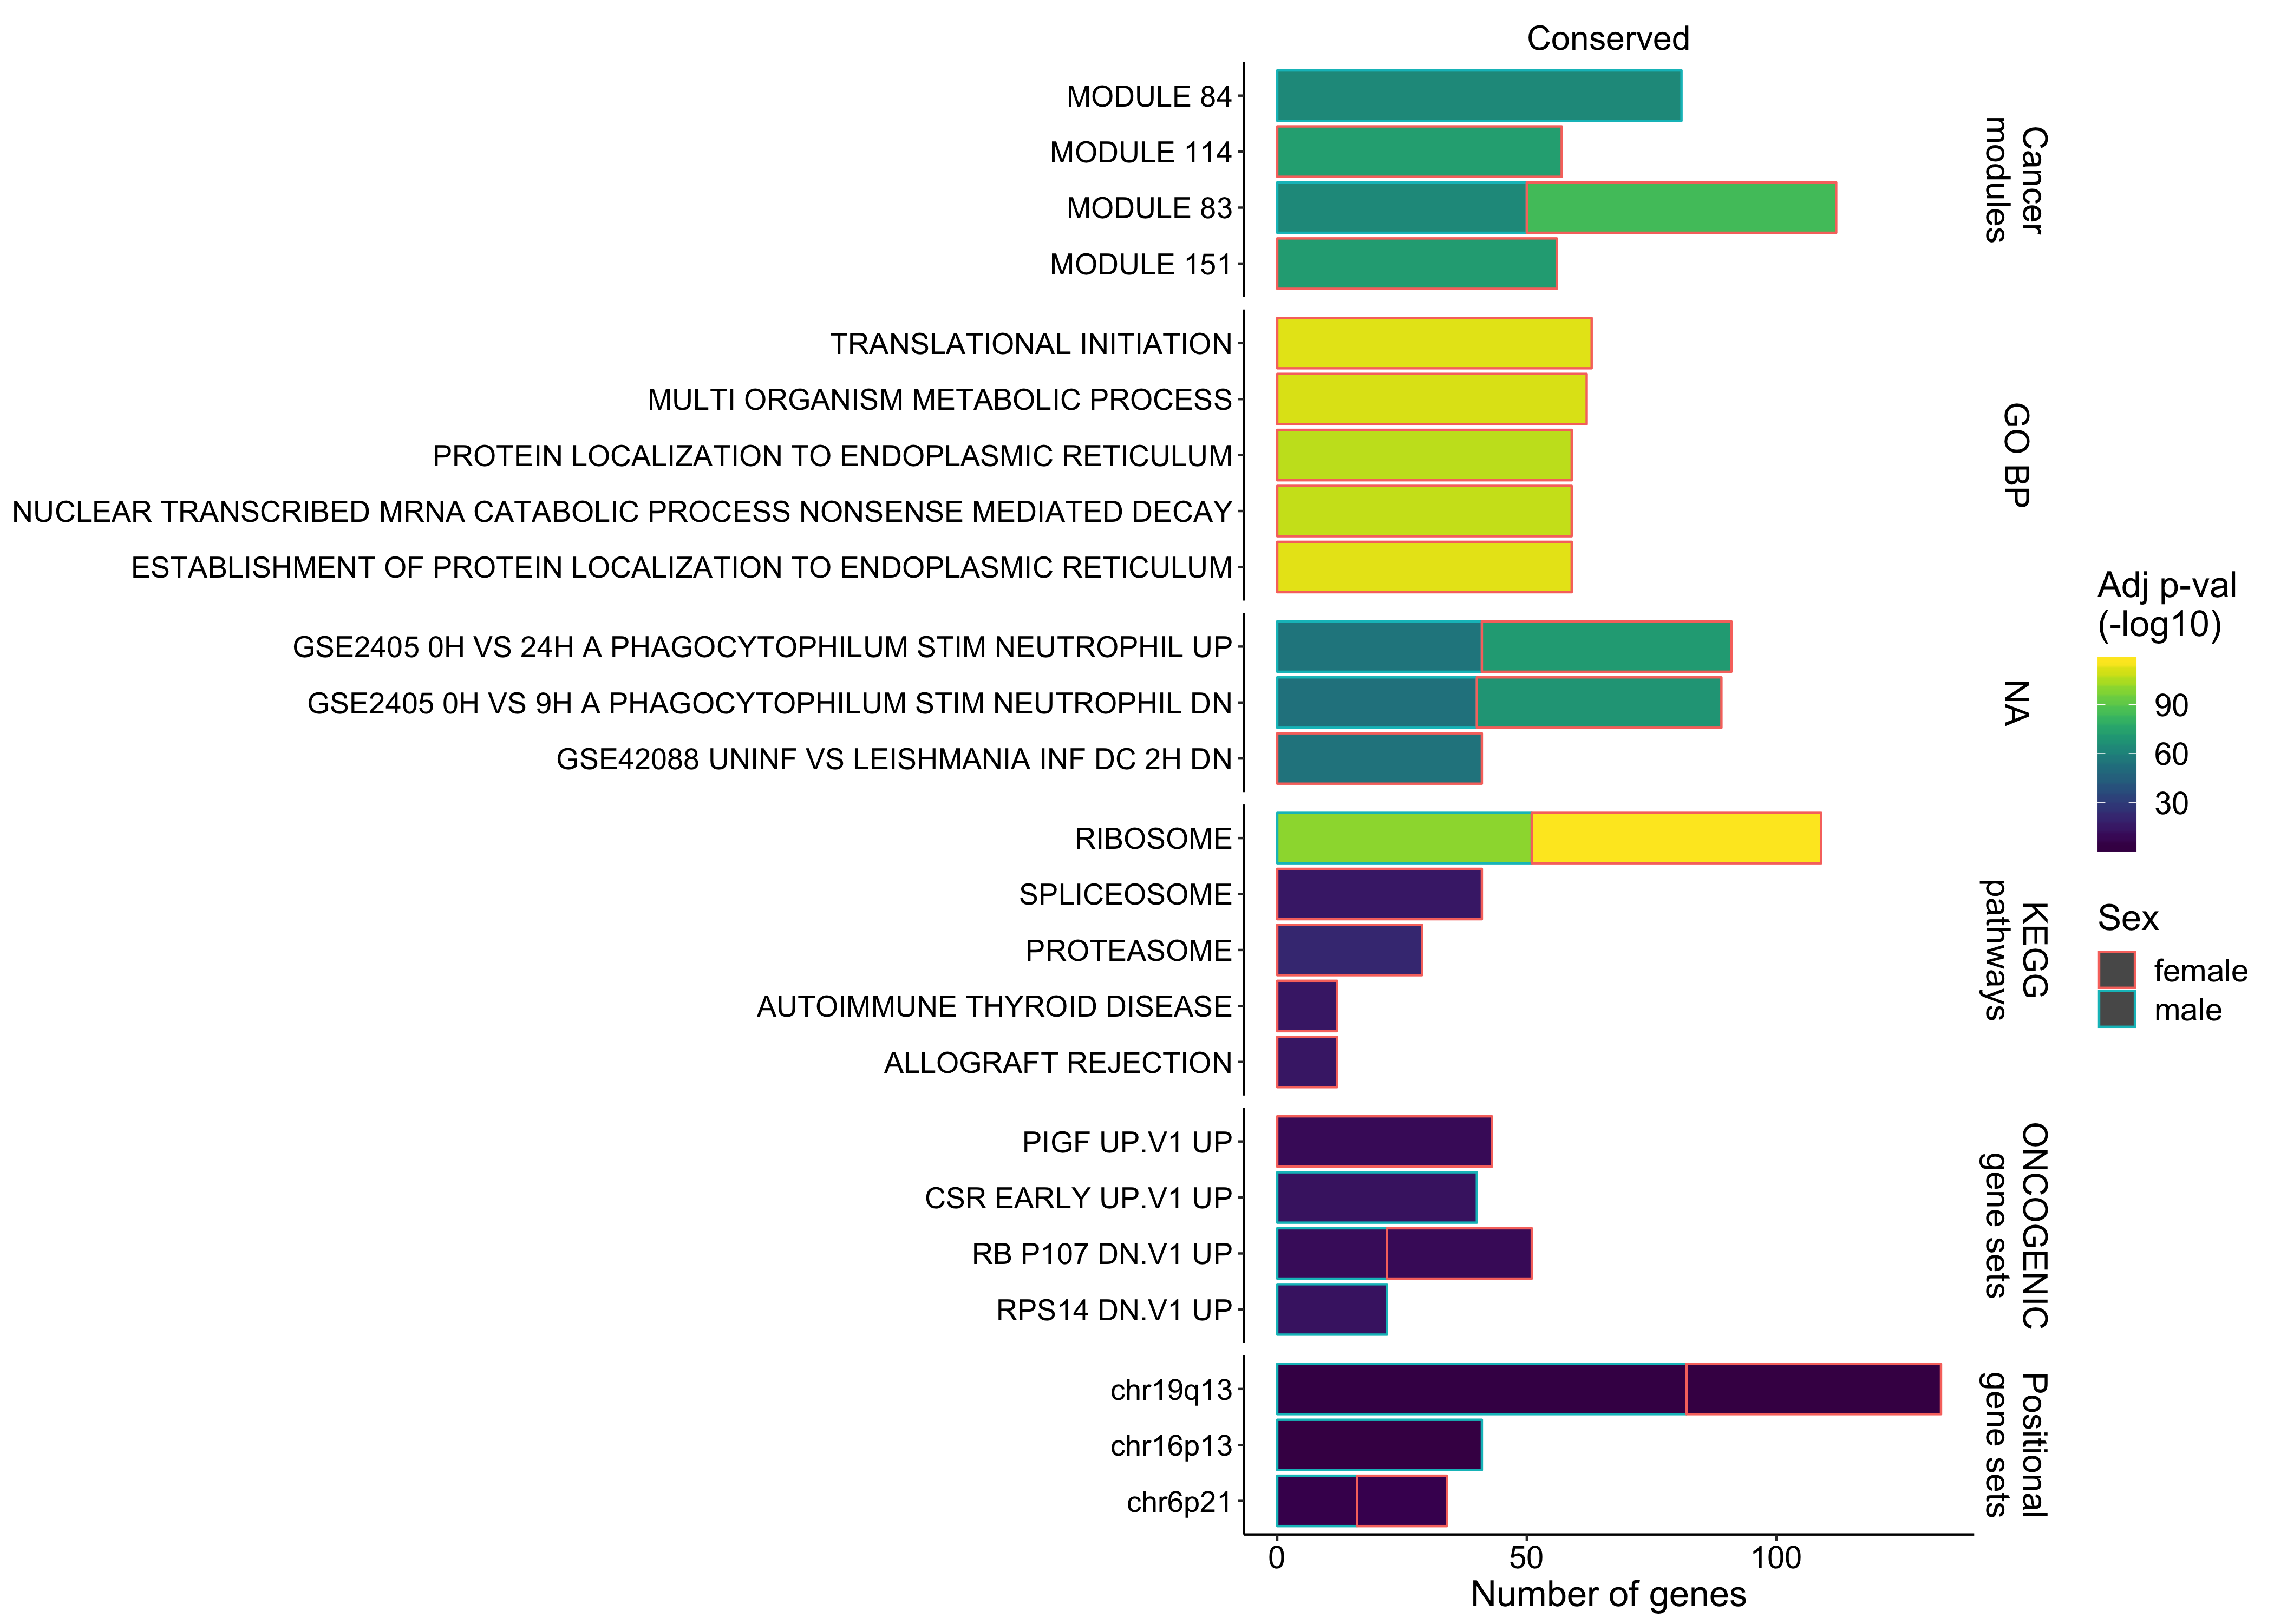 Conserved
MODULE 84
MODULE 114
MODULE 83
MODULE 151
Cancer
modules
TRANSLATIONAL INITIATION
MULTI ORGANISM METABOLIC PROCESS
PROTEIN LOCALIZATION TO ENDOPLASMIC RETICULUM
NUCLEAR TRANSCRIBED MRNA CATABOLIC PROCESS NONSENSE MEDIATED DECAY
ESTABLISHMENT OF PROTEIN LOCALIZATION TO ENDOPLASMIC RETICULUM
GO BP
GSE2405 0H VS 24H A PHAGOCYTOPHILUM STIM NEUTROPHIL UP
GSE2405 0H VS 9H A PHAGOCYTOPHILUM STIM NEUTROPHIL DN
GSE42088 UNINF VS LEISHMANIA INF DC 2H DN
NA
RIBOSOME
SPLICEOSOME
PROTEASOME
AUTOIMMUNE THYROID DISEASE
ALLOGRAFT REJECTION
KEGG
pathways
PIGF UP.V1 UP
CSR EARLY UP.V1 UP
RB P107 DN.V1 UP
RPS14 DN.V1 UP
ONCOGENIC
gene sets
chr19q13
chr16p13
chr6p21
Positional
gene sets
0 50 100
Number of genes
Adj p-val
(-log10)
90
60
30
Sex
female
male